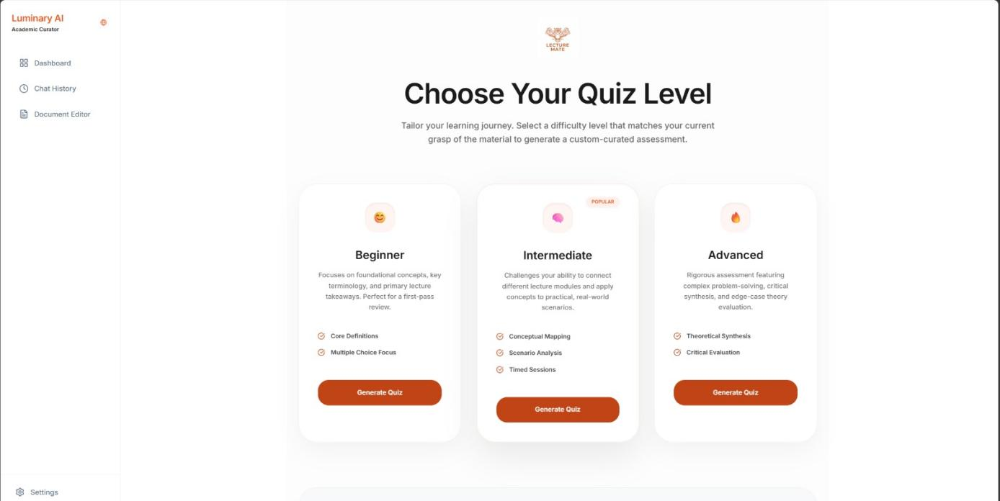 Luminary AI
Academic Curator
Dashboard
Chat History
Document Editor
Settings
LECTURE
MATE
Choose Your Quiz Level
Tailor your learning journey. Select a difficulty level that matches your current
grasp of the material to generate a custom-curated assessment.
Beginner
Focuses on foundational concepts, key
terminology, and primary lecture
takeaways. Perfect for a first-pass
review.
Core Definitions
Multiple Choice Focus
Generate Quiz
POPULAR
Intermediate
Challenges your ability to connect
different lecture modules and apply
concepts to practical, real-world
scenarios.
Conceptual Mapping
Scenario Analysis
Timed Sessions
Generate Quiz
Advanced
Rigorous assessment featuring
complex problem-solving, critical
synthesis, and edge-case theory
evaluation.
Theoretical Synthesis
Critical Evaluation
Generate Quiz